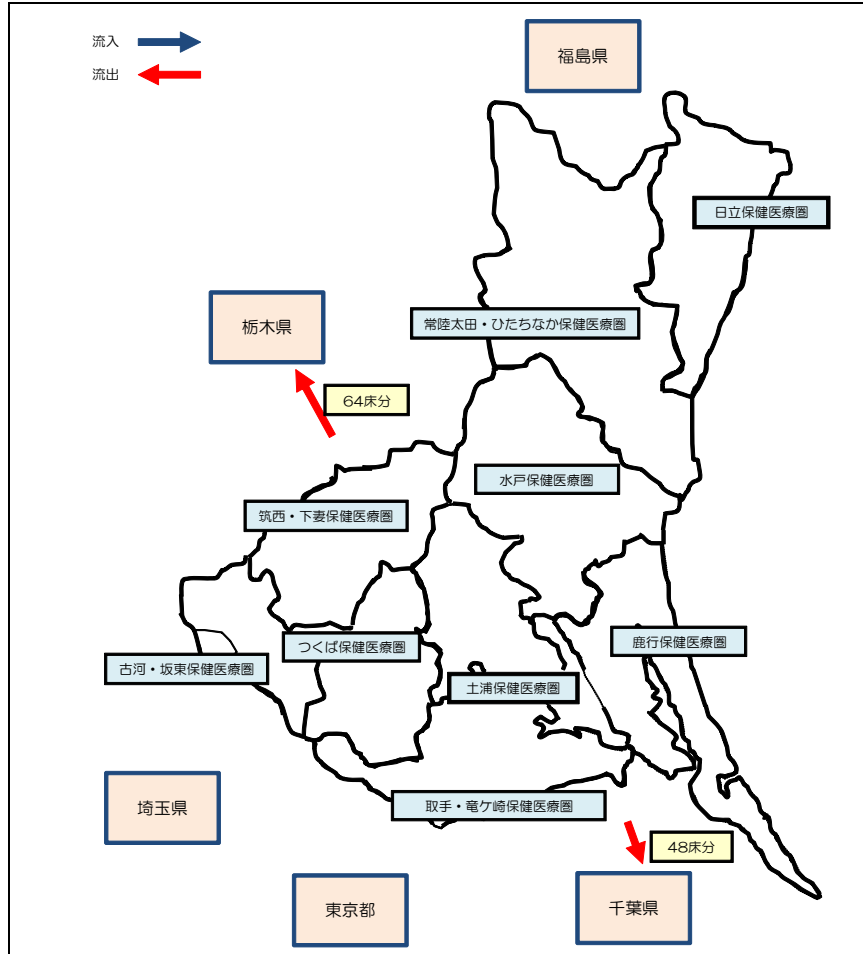 流入
流出
福島県
日立保健医療圏
栃木県
常陸太田・ひたちなか保健医療圏
64床分
水戸保健医療圏
筑西・下妻保健医療圏
つくば保健医療圏
鹿行保健医療圏
古河・坂東保健医療圏
土浦保健医療圏
埼玉県
取手・竜ケ崎保健医療圏
48床分
東京都
千葉県